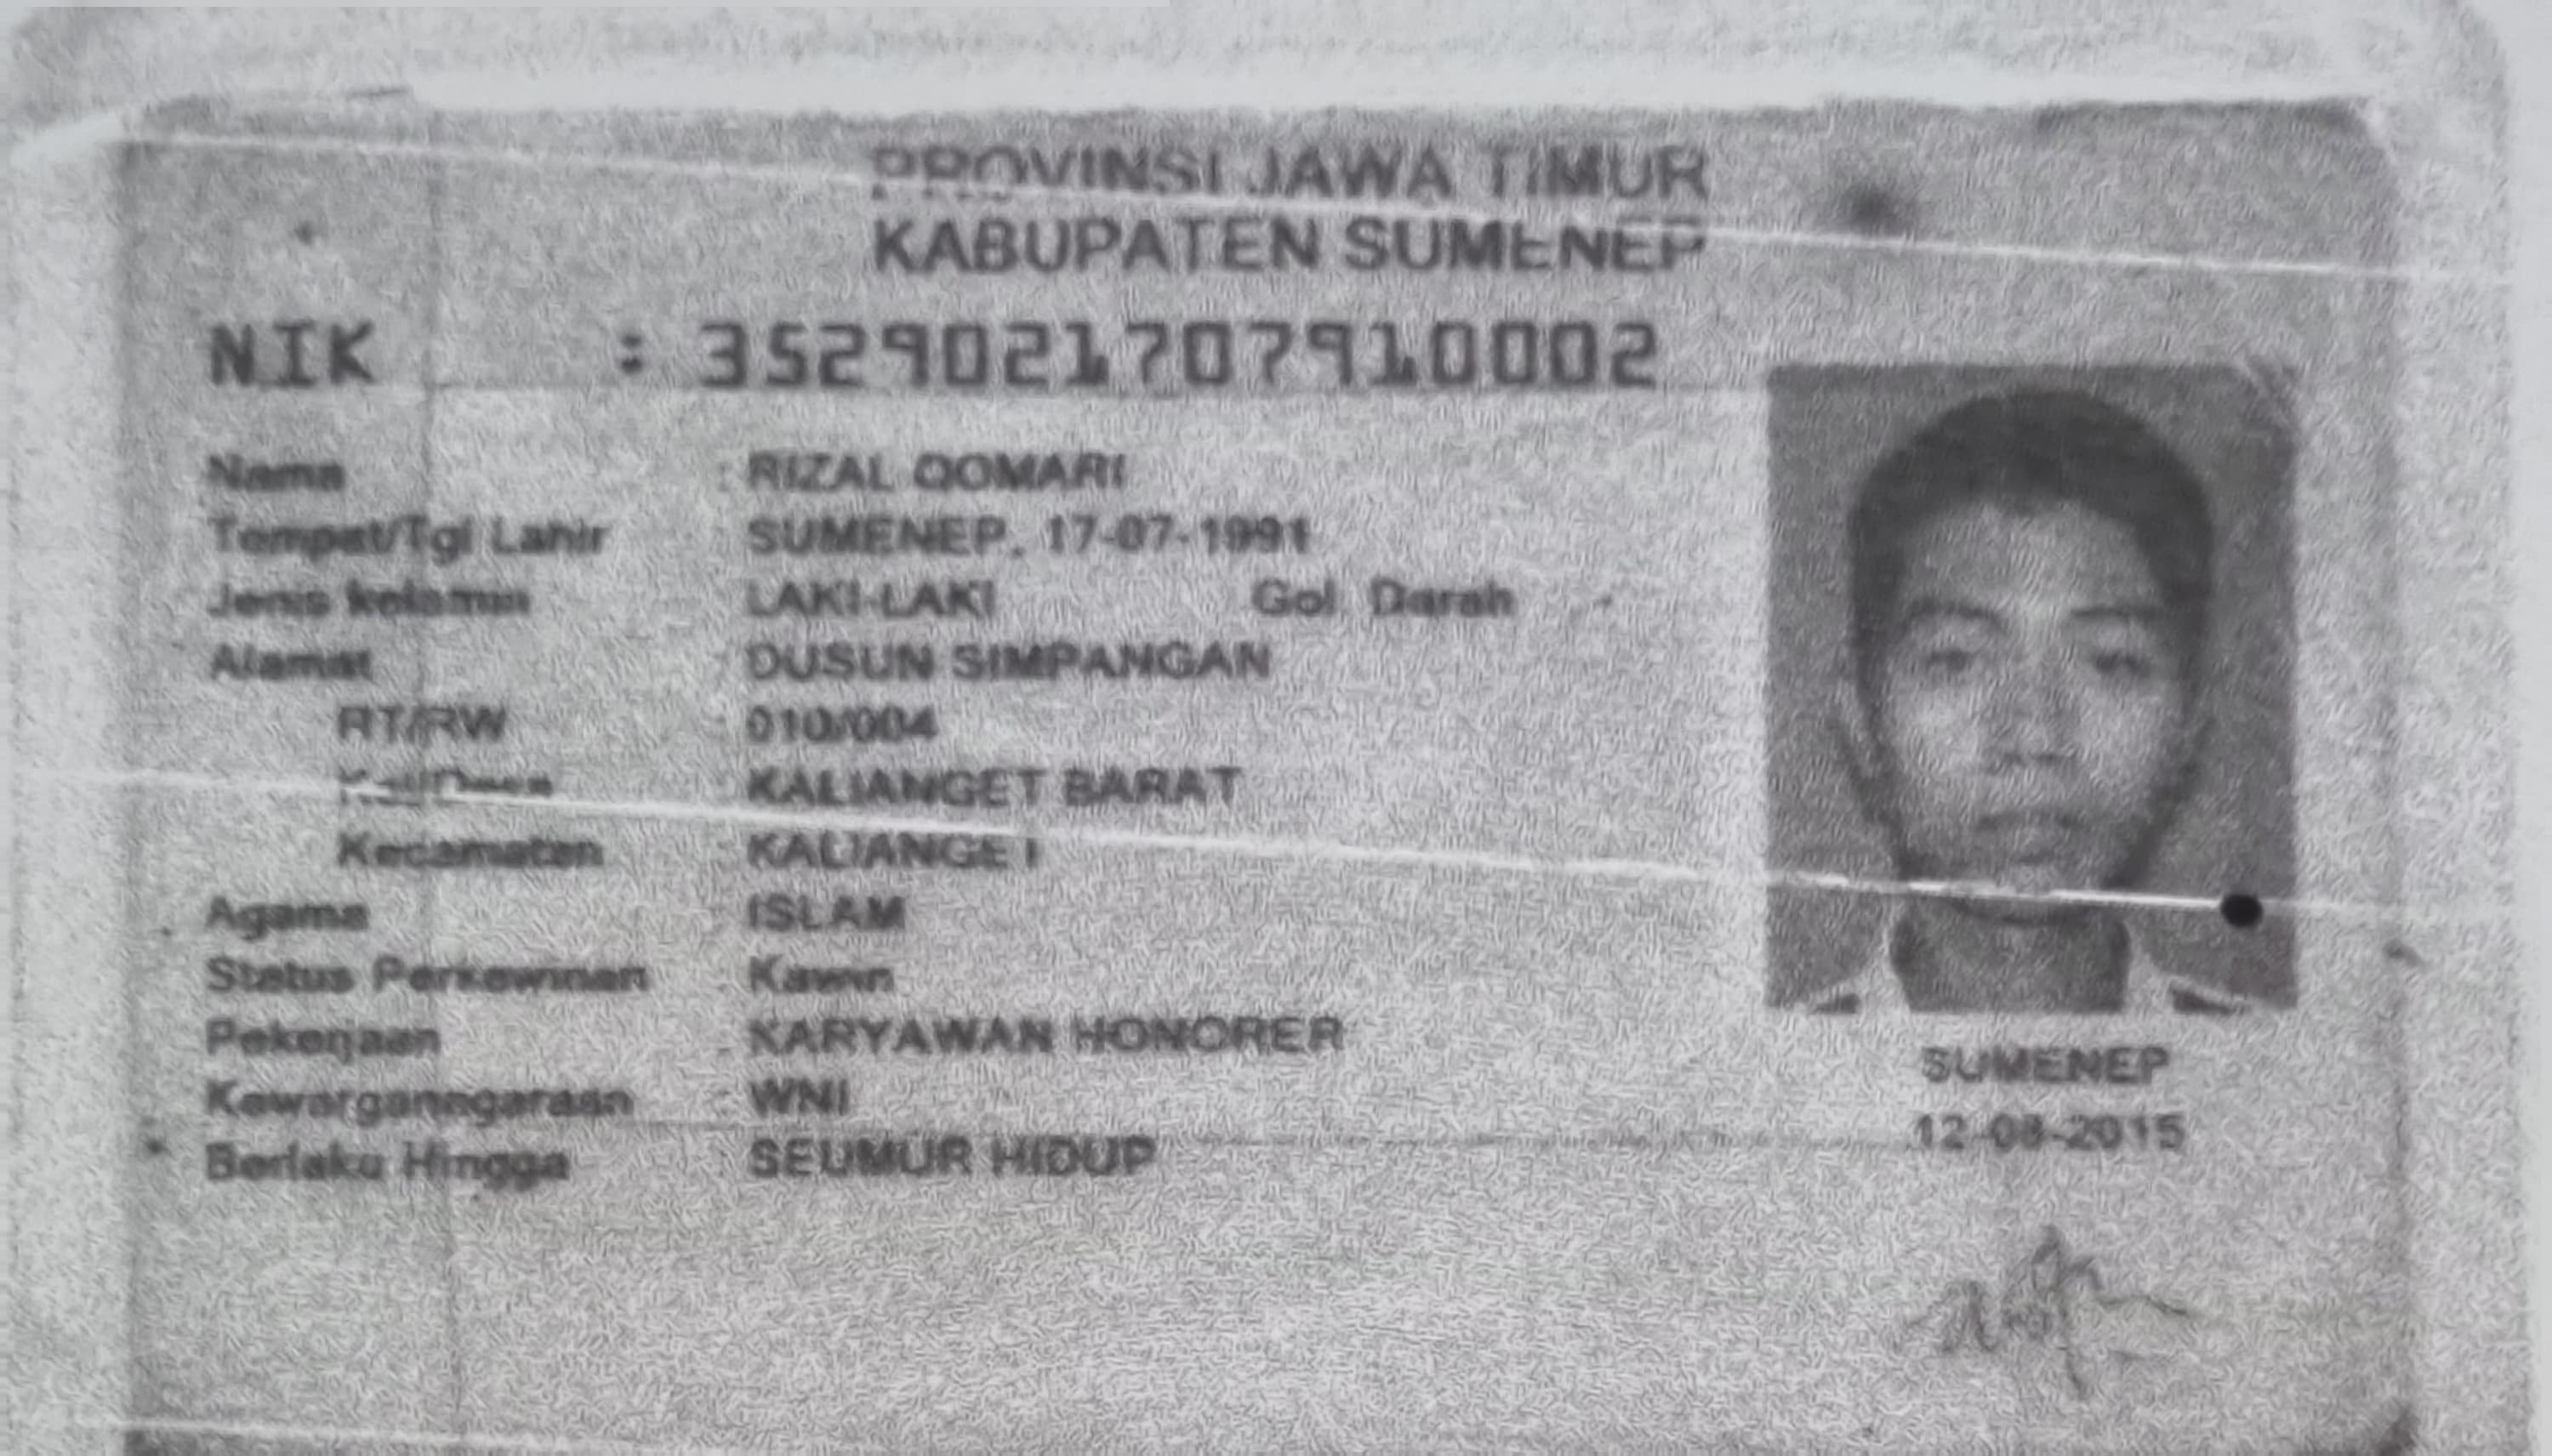 PROVINSI JAWA TIMUR
KABUPATEN SUMENEP
NIK : 3529021707910002
Nama : RIZAL QOMARI
Tempat/Tgl Lahir : SUMENEP, 17-07-1991
Jenis kelamin : LAKI-LAKI Gol. Darah : -
Alamat : DUSUN SIMPANGAN
RT/RW : 010/004
Kel/Desa : KALIANGET BARAT
Kecamatan : KALIANGET
Agama : ISLAM
Status Perkawinan : Kawin
Pekerjaan : KARYAWAN HONORER
Kewarganegaraan : WNI
Berlaku Hingga : SEUMUR HIDUP
SUMENEP
12-08-2015